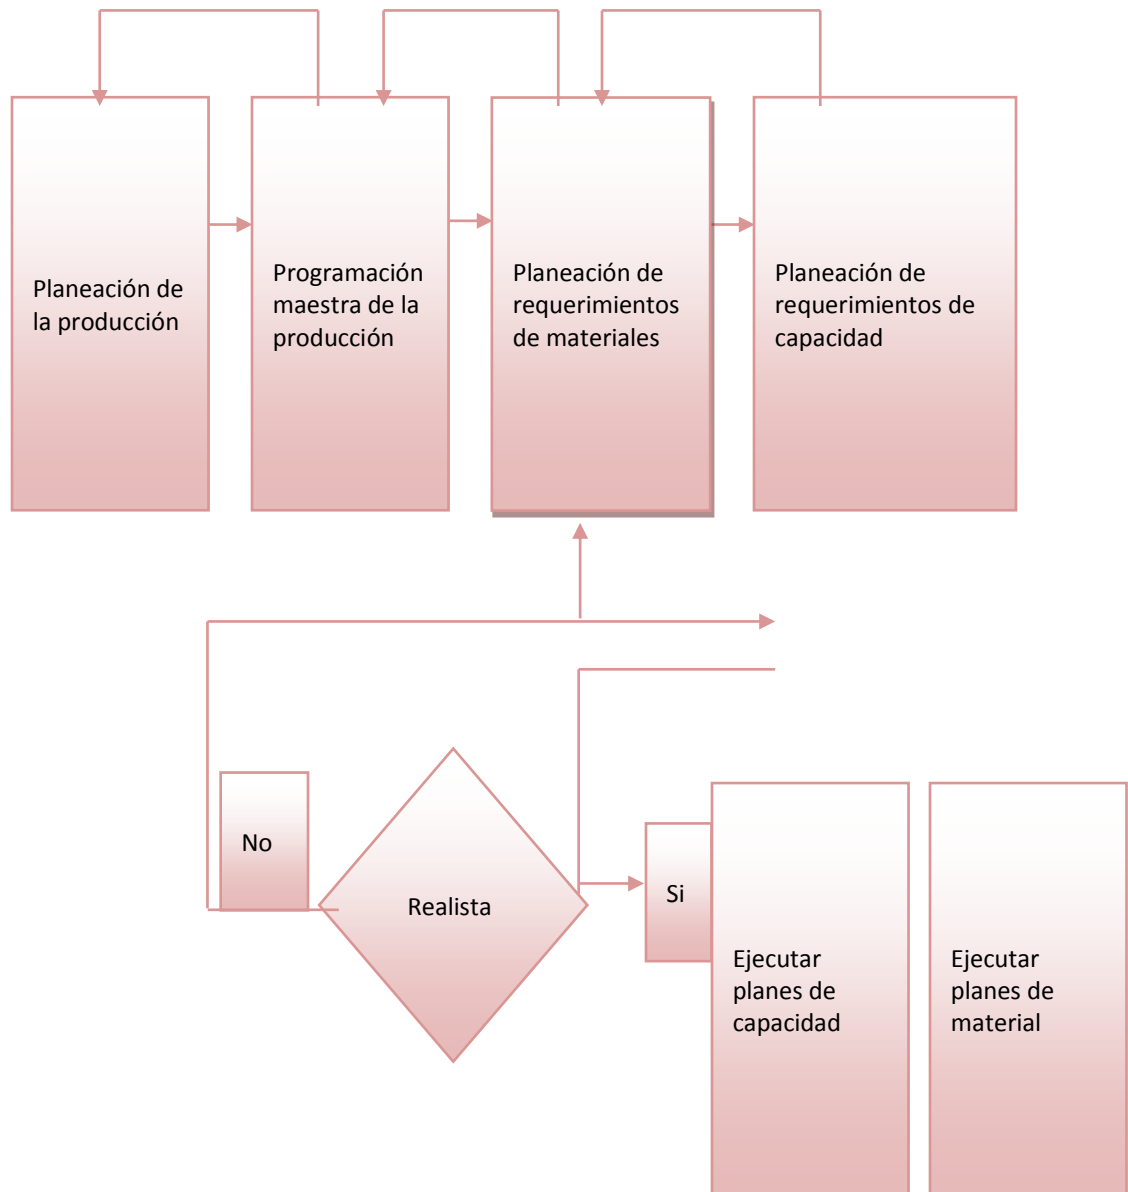 Planeación de
la producción
Programación
maestra de la
producción
Planeación de
requerimientos
de materiales
Planeación de
requerimientos de
capacidad
No
Realista
Si
Ejecutar
planes de
capacidad
Ejecutar
planes de
material